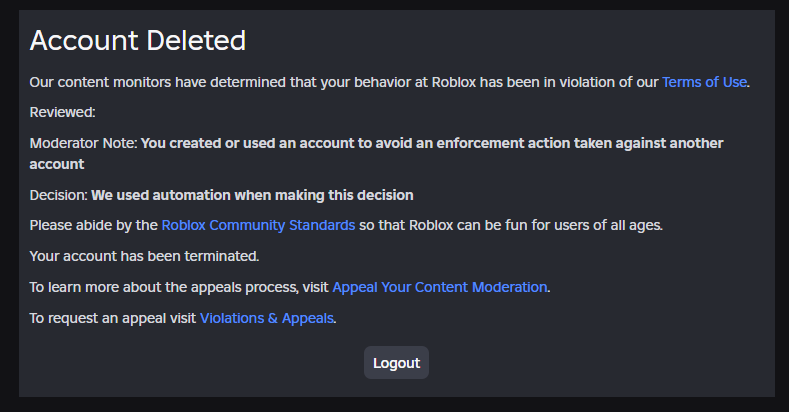 Account Deleted
Our content monitors have determined that your behavior at Roblox has been in violation of our Terms of Use.
Reviewed:
Moderator Note: You created or used an account to avoid an enforcement action taken against another
account
Decision: We used automation when making this decision
Please abide by the Roblox Community Standards so that Roblox can be fun for users of all ages.
Your account has been terminated.
To learn more about the appeals process, visit Appeal Your Content Moderation.
To request an appeal visit Violations & Appeals.
Logout